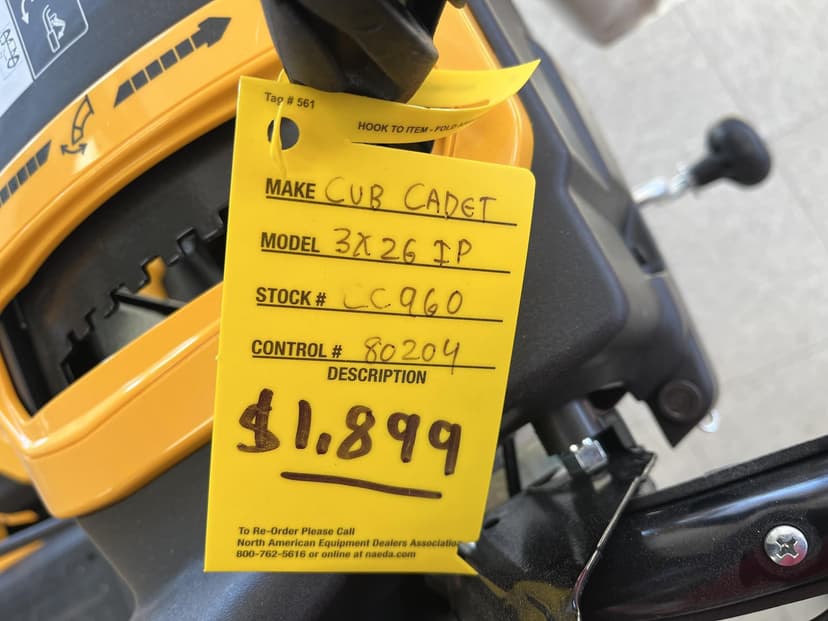 Tag # 561
HOOK TO ITEM - FOLD
MAKE CUB CADET
MODEL 3X26 IP
STOCK # CC960
CONTROL # 80204
DESCRIPTION
$1,899
To Re-Order Please Call
North American Equipment Dealers Association
800-762-5616 or online at naeda.com